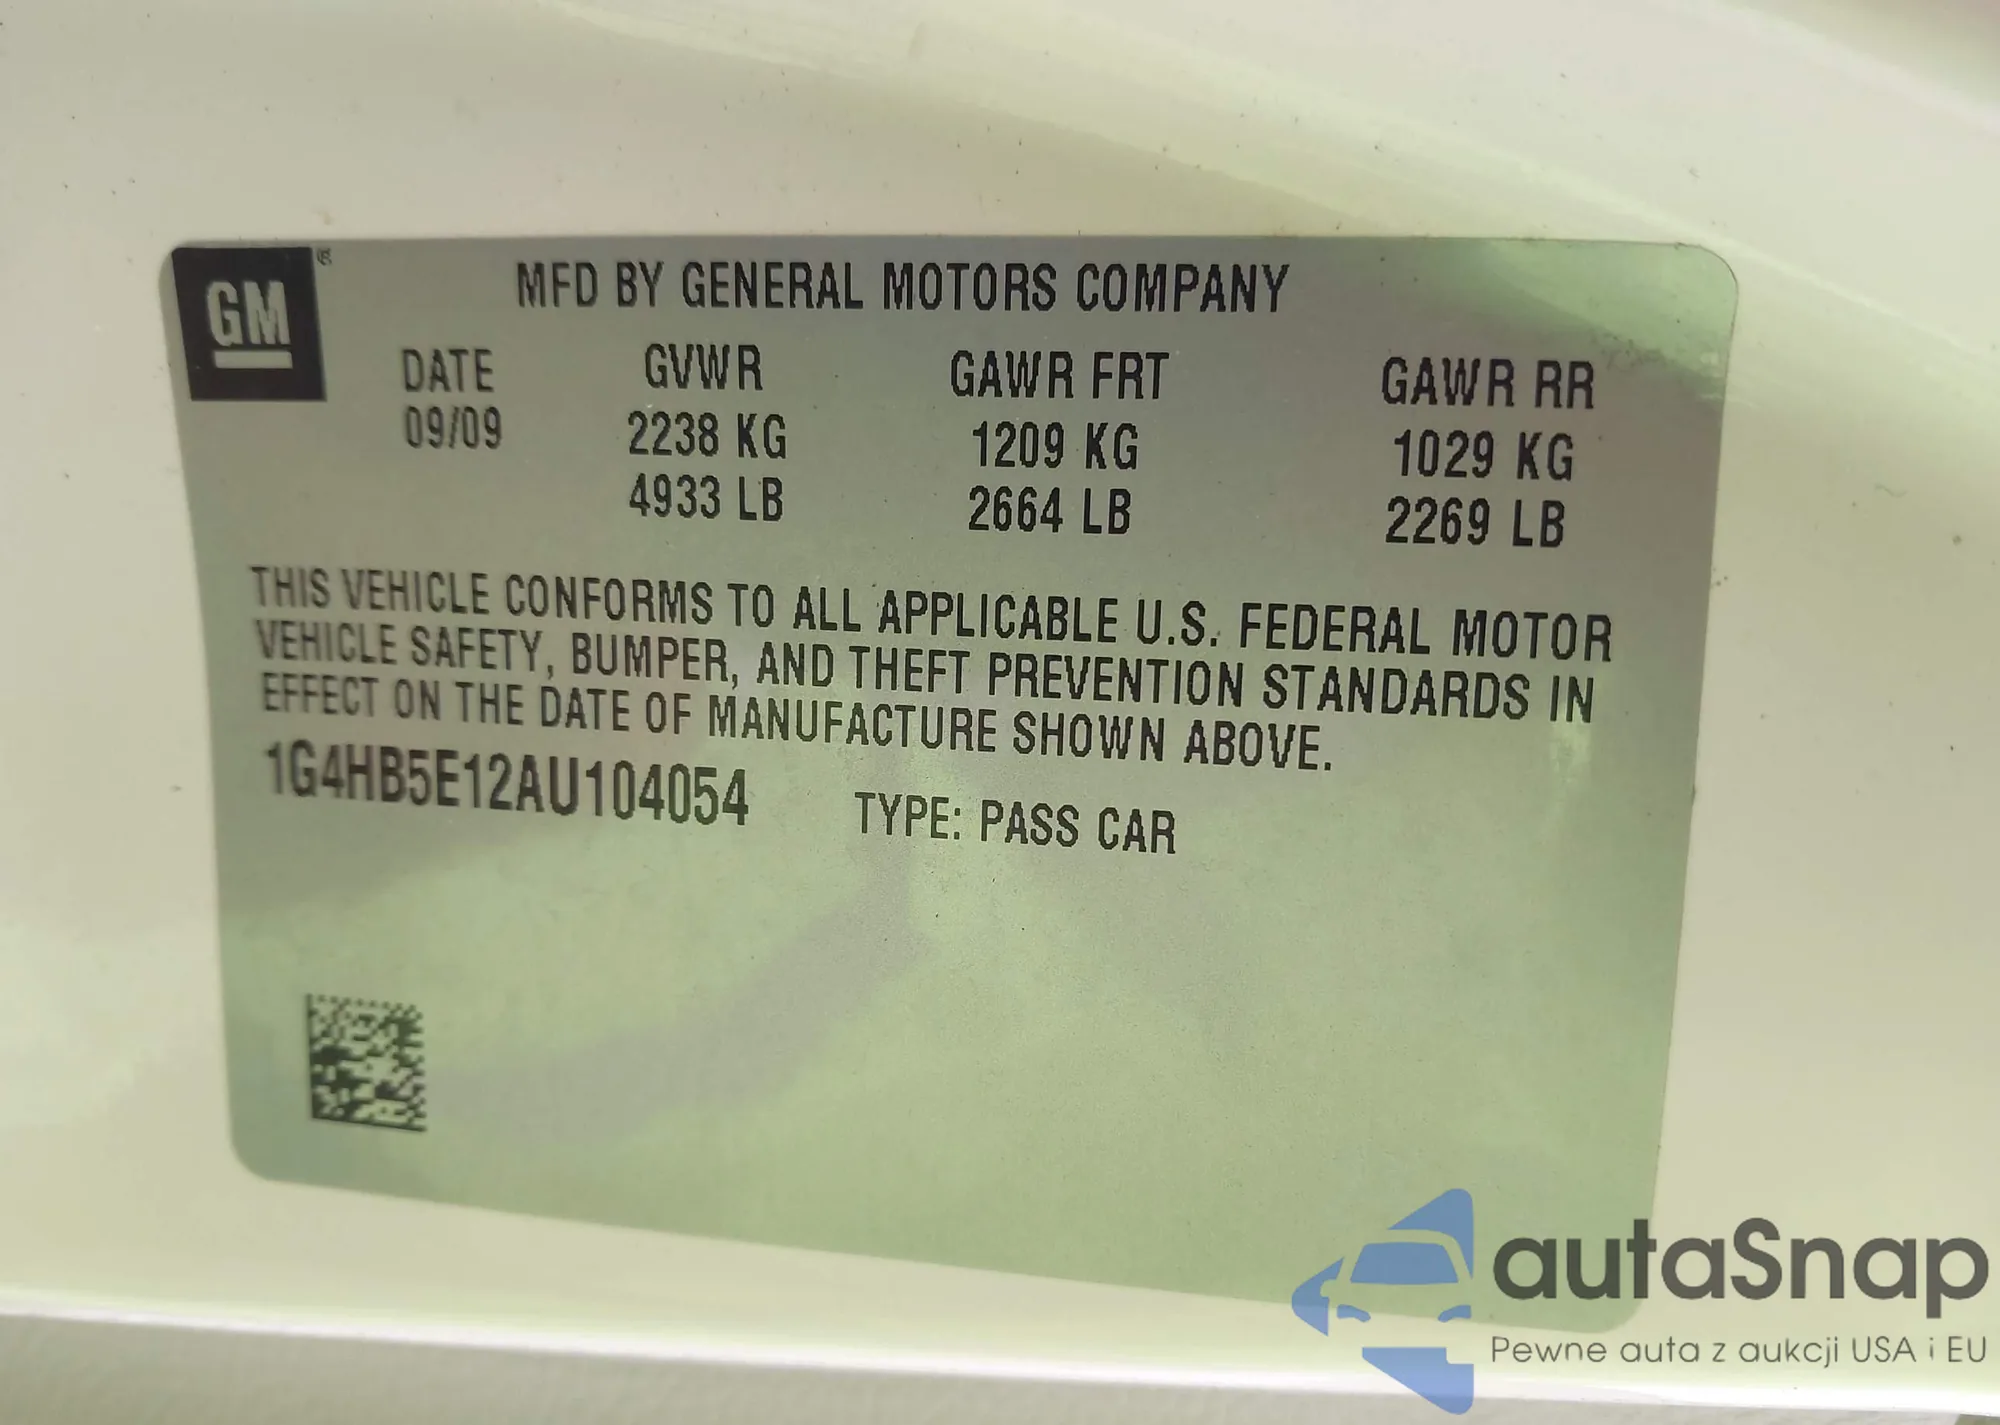 GM
MFD BY GENERAL MOTORS COMPANY
DATE GVWR GAWR FRT GAWR RR
09/09 2238 KG 1209 KG 1029 KG
4933 LB 2664 LB 2269 LB
THIS VEHICLE CONFORMS TO ALL APPLICABLE U.S. FEDERAL MOTOR
VEHICLE SAFETY, BUMPER, AND THEFT PREVENTION STANDARDS IN
EFFECT ON THE DATE OF MANUFACTURE SHOWN ABOVE.
1G4HB5E12AU104054 TYPE: PASS CAR
autaSnap
Pewne auta z aukcji USA i EU